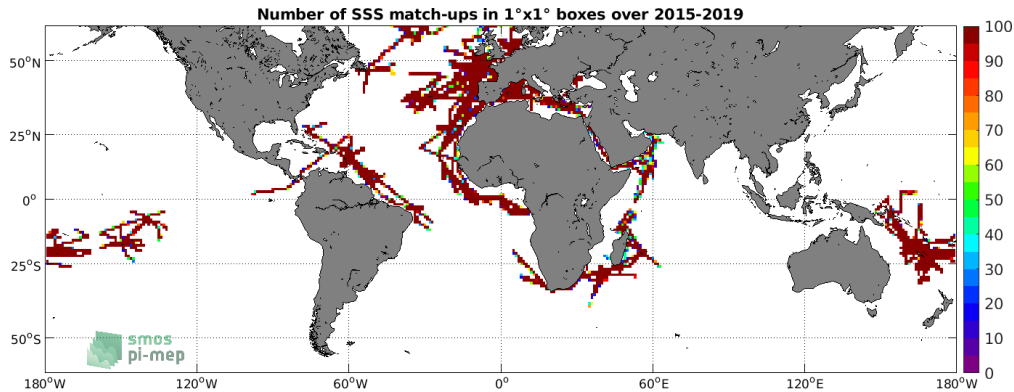 Number of SSS match-ups in 1°x1° boxes over 2015-2019
50°N
25°N
0°
25°S
50°S
180°W
120°W
60°W
0°
60°E
120°E
180°W
100
90
80
70
60
50
40
30
20
10
0
smos
pi-mep